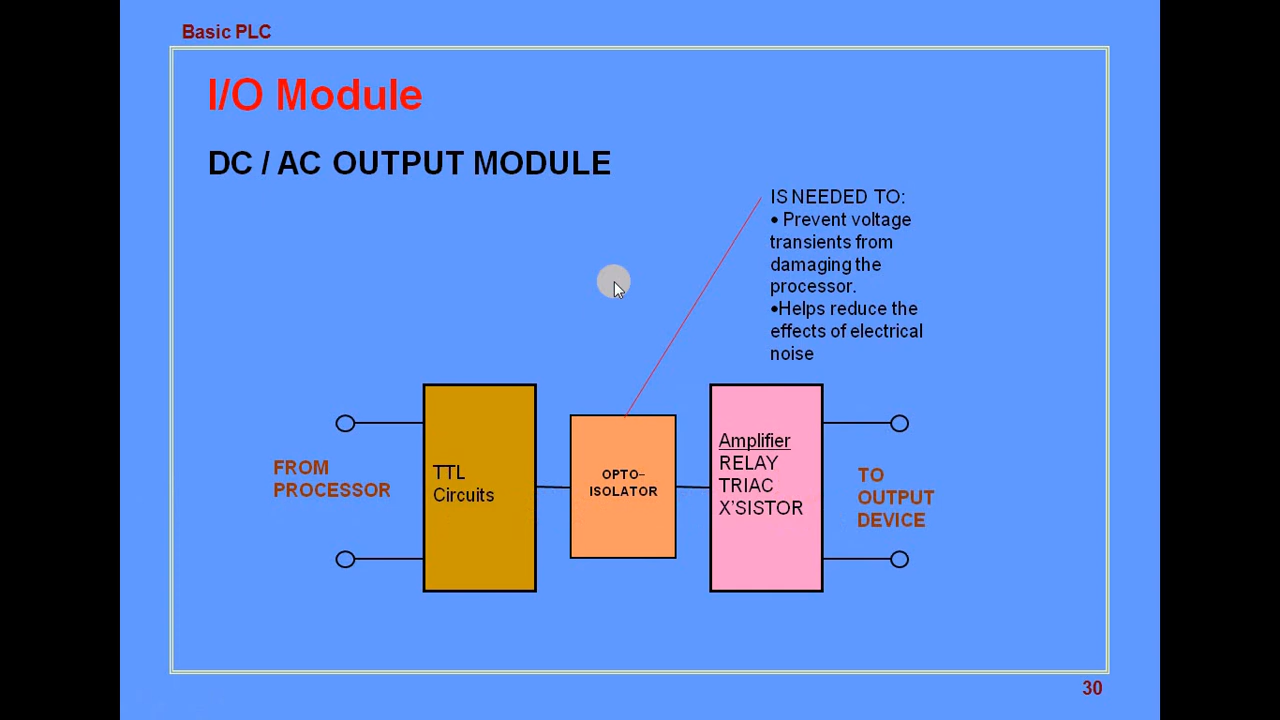 Basic PLC
I/O Module
DC / AC OUTPUT MODULE
IS NEEDED TO:
• Prevent voltage
transients from
damaging the
processor.
•Helps reduce the
effects of electrical
noise
FROM
PROCESSOR
TTL
Circuits
OPTO–
ISOLATOR
Amplifier
RELAY
TRIAC
X’SISTOR
TO
OUTPUT
DEVICE
30